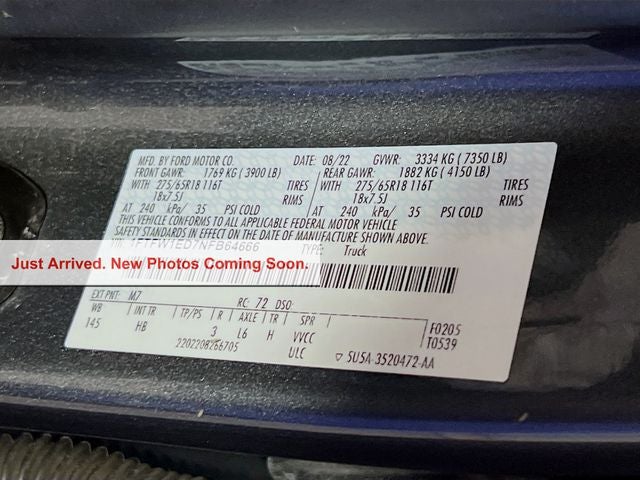 MFD. BY FORD MOTOR CO. DATE: 08/22 GVWR: 3334 KG ( 7350 LB)
FRONT GAWR: 1769 KG ( 3900 LB) REAR GAWR: 1882 KG ( 4150 LB)
WITH 275/65R18 116T TIRES WITH 275/65R18 116T TIRES
18x7.5J RIMS 18x7.5J RIMS
AT 240 kPa/ 35 PSI COLD AT 240 kPa/ 35 PSI COLD
THIS VEHICLE CONFORMS TO ALL APPLICABLE FEDERAL MOTOR VEHICLE
SAFETY STANDARDS IN EFFECT ON THE DATE OF MANUFACTURE SHOWN ABOVE.
1FTFW1ED7NFB64666 TYPE: Truck
Just Arrived. New Photos Coming Soon.
EXT PNT: M7 RC: 72 DSO:
WB INT TR TP/PS R AXLE TR SPR F0205
145 HB 3 L6 H VVCC T0539
2202208266705 ULC 5U5A-3520472-AA